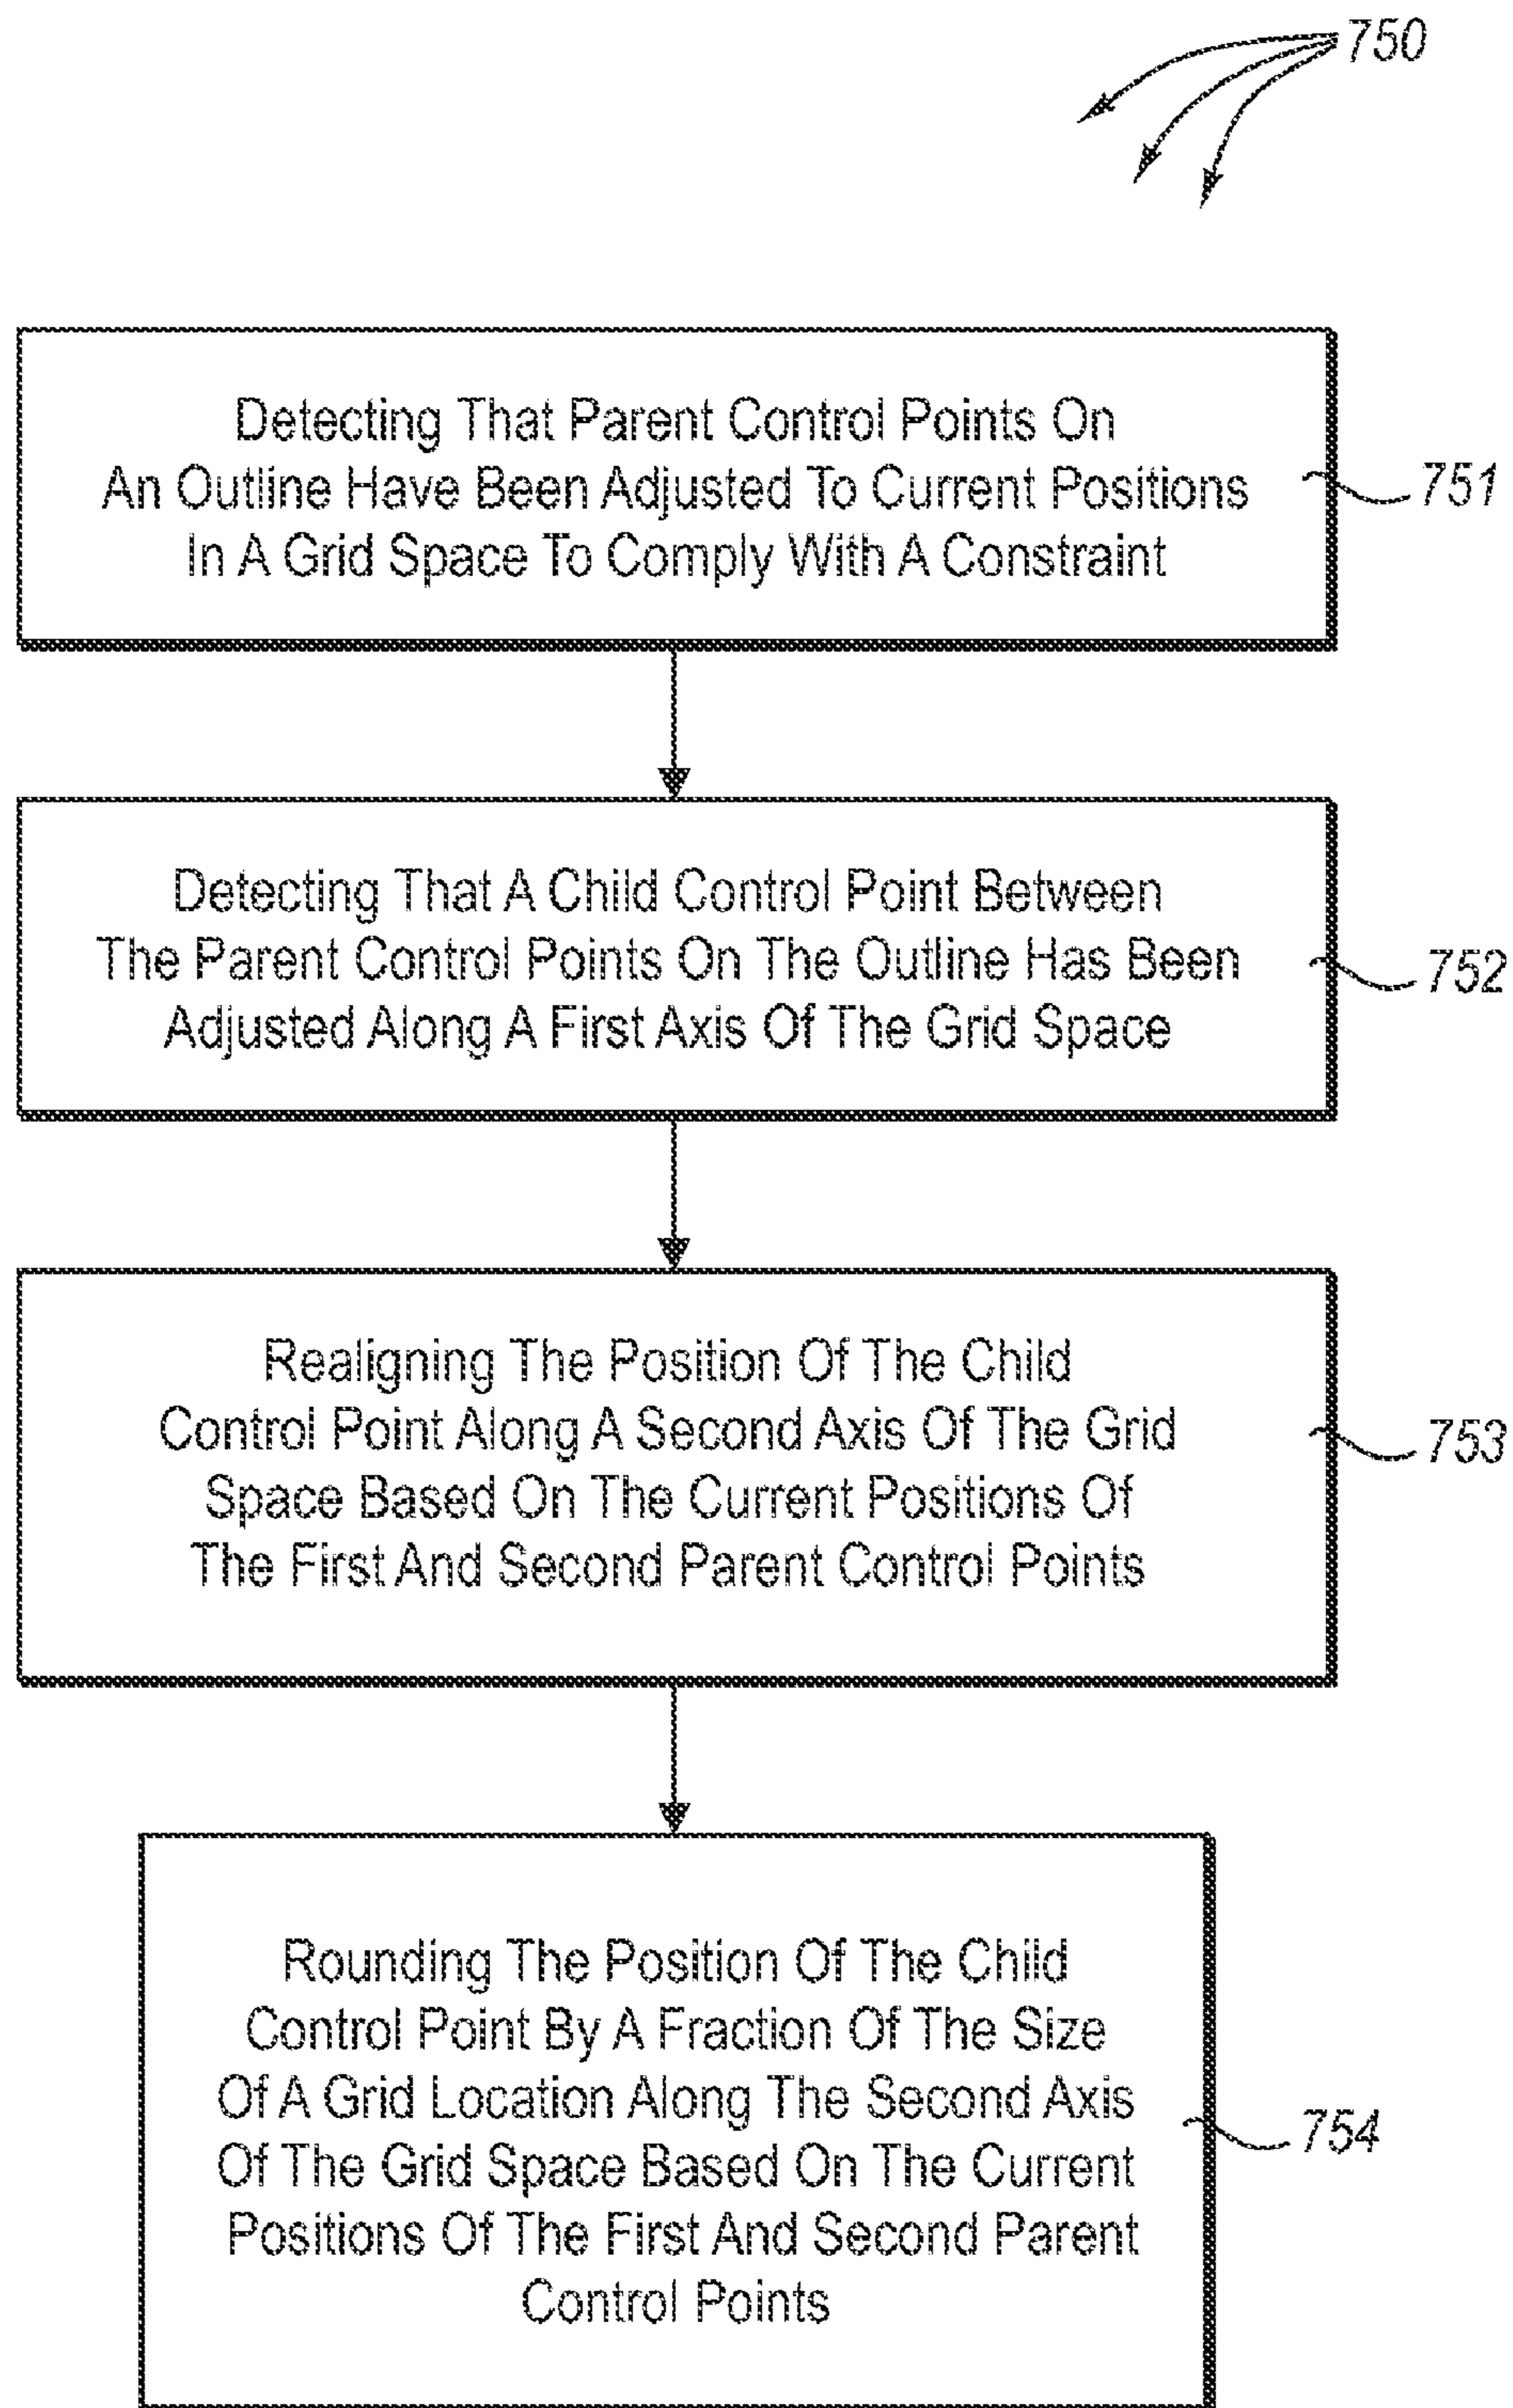 750
Detecting That Parent Control Points On
An Outline Have Been Adjusted To Current Positions
In A Grid Space To Comply With A Constraint
751
Detecting That A Child Control Point Between
The Parent Control Points On The Outline Has Been
Adjusted Along A First Axis Of The Grid Space
752
Realigning The Position Of The Child
Control Point Along A Second Axis Of The Grid
Space Based On The Current Positions Of
The First And Second Parent Control Points
753
Rounding The Position Of The Child
Control Point By A Fraction Of The Size
Of A Grid Location Along The Second Axis
Of The Grid Space Based On The Current
Positions Of The First And Second Parent
Control Points
754